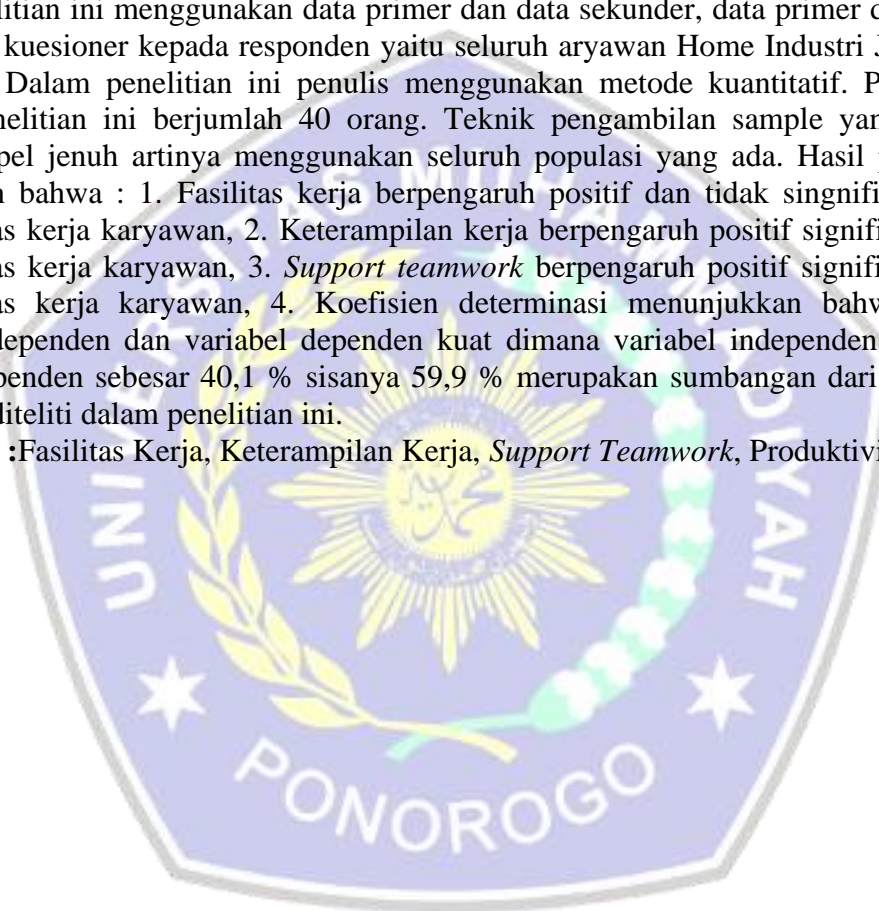 litian ini menggunakan data primer dan data sekunder, data primer d
kuesioner kepada responden yaitu seluruh aryawan Home Industri J
Dalam penelitian ini penulis menggunakan metode kuantitatif. P
nelitian ini berjumlah 40 orang. Teknik pengambilan sample yan
pel jenuh artinya menggunakan seluruh populasi yang ada. Hasil p
n bahwa : 1. Fasilitas kerja berpengaruh positif dan tidak singnifi
as kerja karyawan, 2. Keterampilan kerja berpengaruh positif signifi
as kerja karyawan, 3. Support teamwork berpengaruh positif signifi
as kerja karyawan, 4. Koefisien determinasi menunjukkan bahw
dependen dan variabel dependen kuat dimana variabel independen
penden sebesar 40,1 % sisanya 59,9 % merupakan sumbangan dari
diteliti dalam penelitian ini.
:Fasilitas Kerja, Keterampilan Kerja, Support Teamwork, Produktivi
UNIVERSITAS MUHAMMADIYAH
PONOROGO